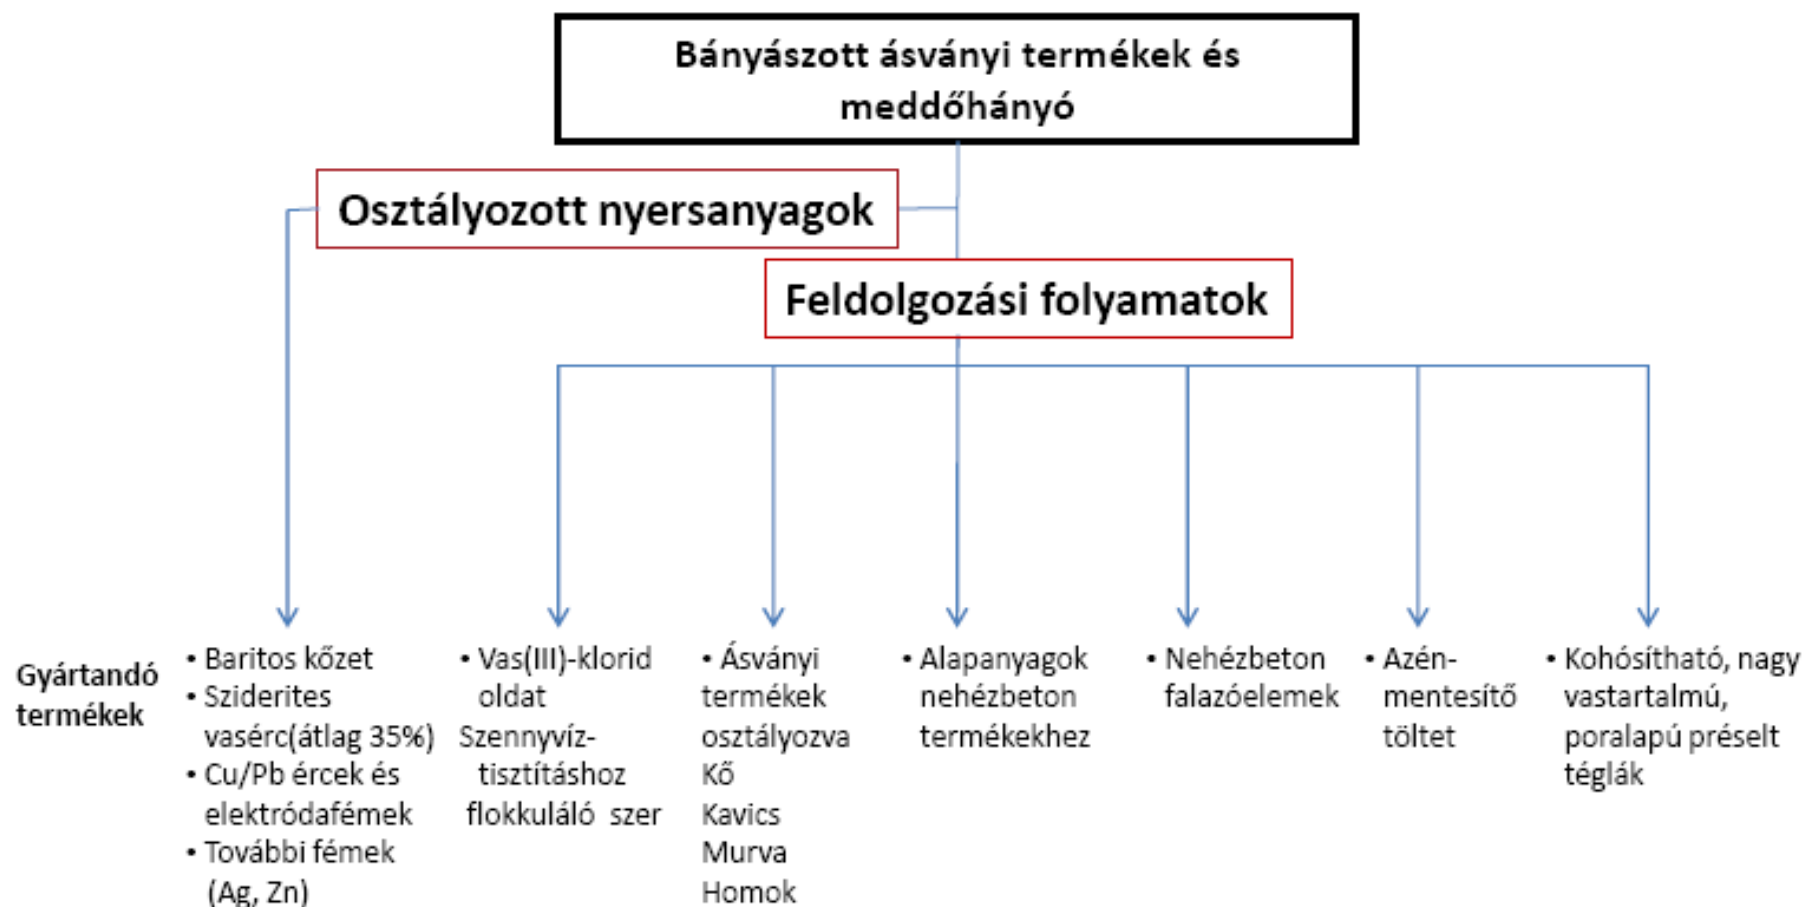 Bányászott ásványi termékek és
meddőhányó
Osztályozott nyersanyagok
Feldolgozási folyamatok
Gyártandó
termékek
• Baritos kőzet
• Sziderites
vasérc(átlag 35%)
• Cu/Pb ércek és
elektródafémek
• További fémek
(Ag, Zn)
• Vas(III)-klorid
oldat
Szennyvíz-
tisztításhoz
flokkuláló szer
• Ásványi
termékek
osztályozva
Kő
Kavics
Murva
Homok
• Alapanyagok
nehézbeton
termékekhez
• Nehézbeton
falazóelemek
• Azén-
mentesítő
töltet
• Kohósítható, nagy
vastartalmú,
poralapú préselt
téglák